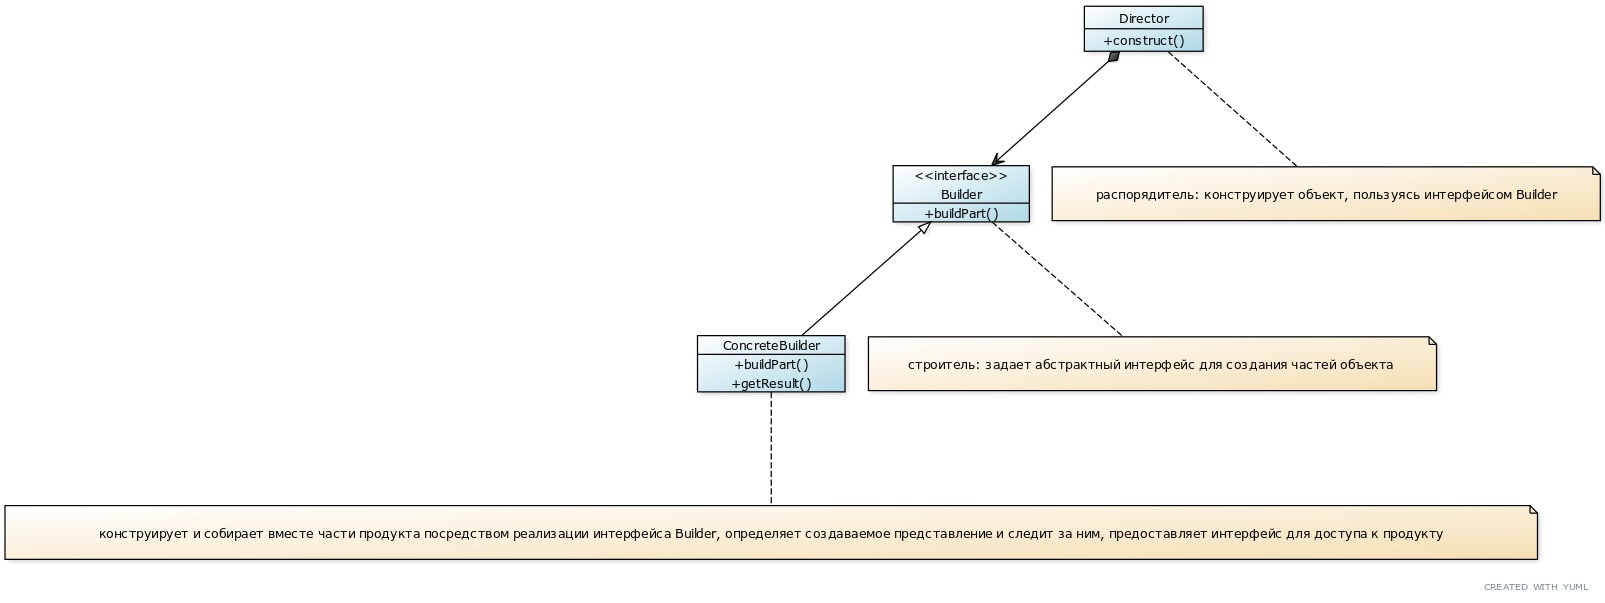 Director
+construct()
<<interface>>
Builder
+buildPart()
распорядитель: конструирует объект, пользуясь интерфейсом Builder
ConcreteBuilder
+buildPart()
+getResult()
строитель: задает абстрактный интерфейс для создания частей объекта
конструирует и собирает вместе части продукта посредством реализации интерфейса Builder, определяет создаваемое представление и следит за ним, предоставляет интерфейс для доступа к продукту
CREATED WITH YUML